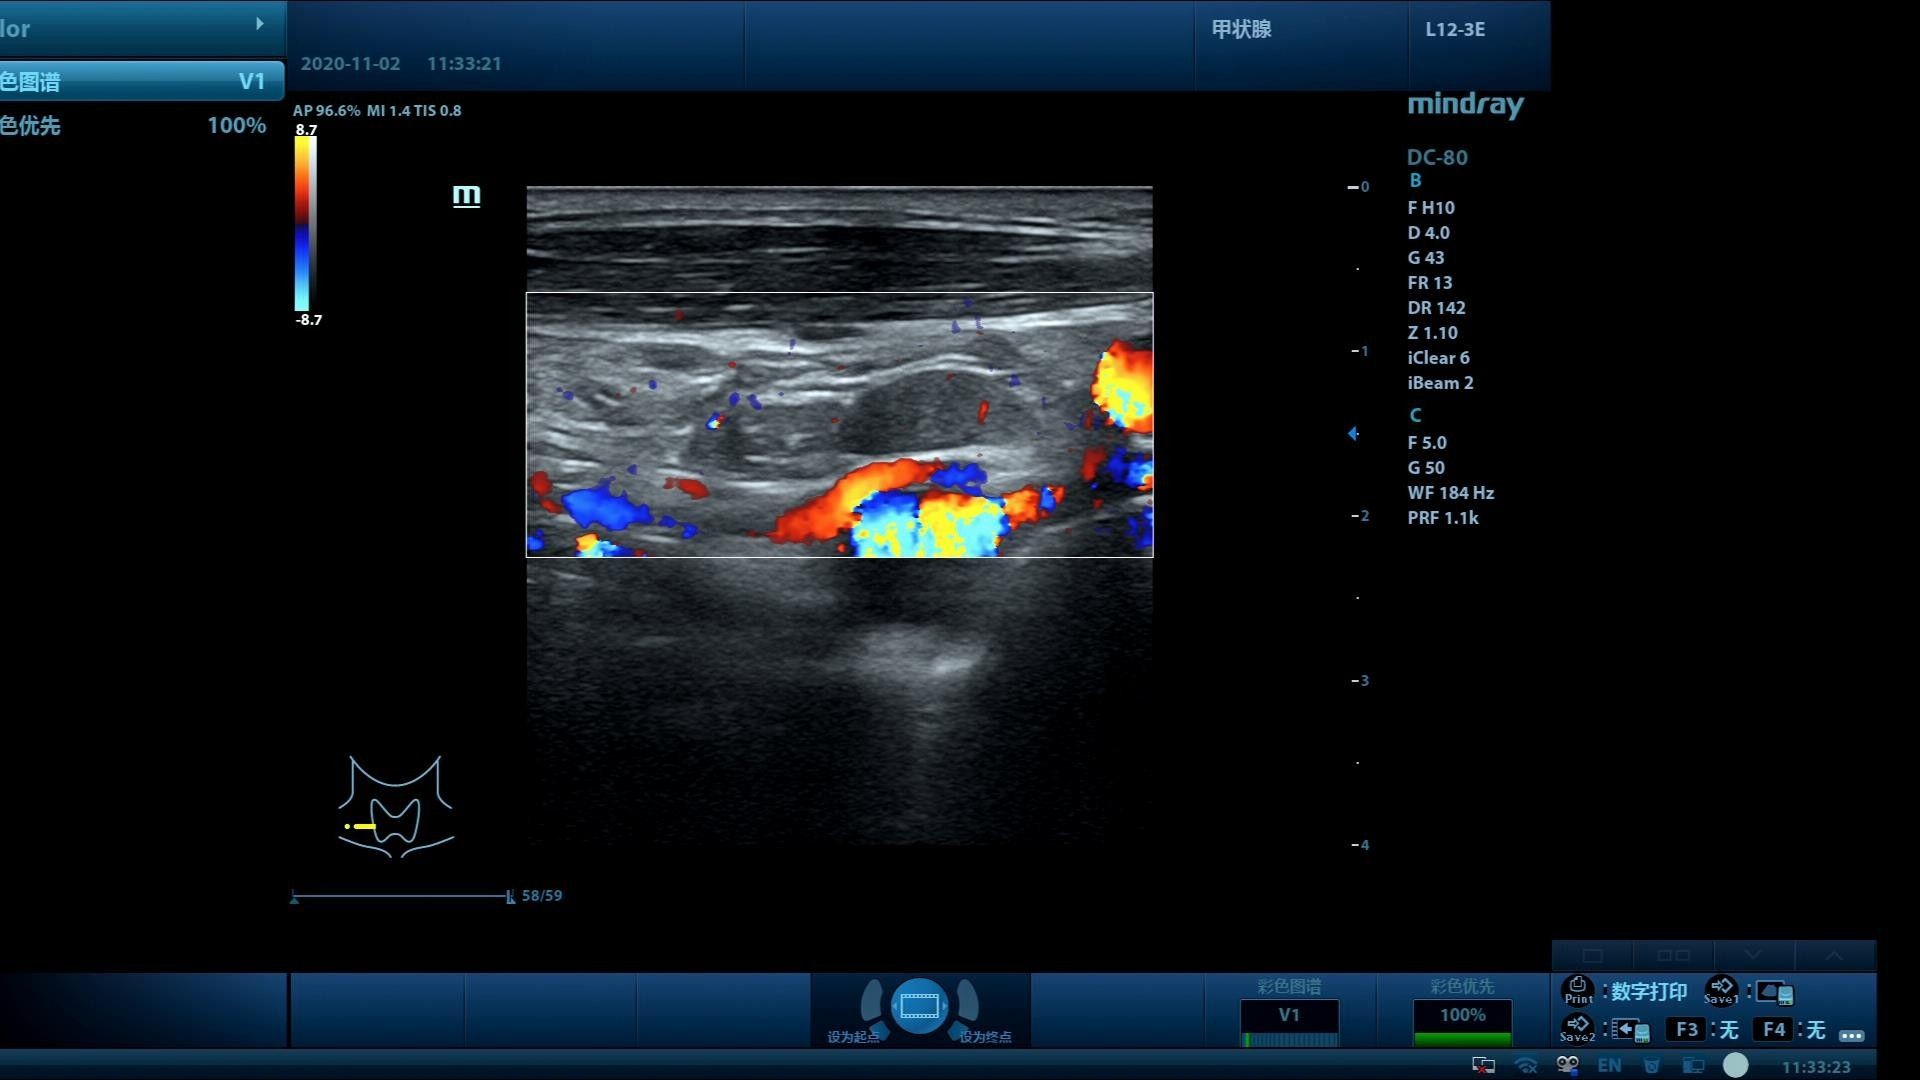 lor
色图谱 V1
色优先 100%
2020-11-02 11:33:21
甲状腺
L12-3E
AP 96.6% MI 1.4 TIS 0.8
8.7
-8.7
m
mindray
DC-80
B
F H10
D 4.0
G 43
FR 13
DR 142
Z 1.10
iClear 6
iBeam 2
C
F 5.0
G 50
WF 184 Hz
PRF 1.1k
0
1
2
3
4
58/59
设为起点
设为终点
彩色图谱
V1
彩色优先
100%
Print : 数字打印 Save1 :
Save2 : F3 : 无 F4 : 无
EN 11:33:23